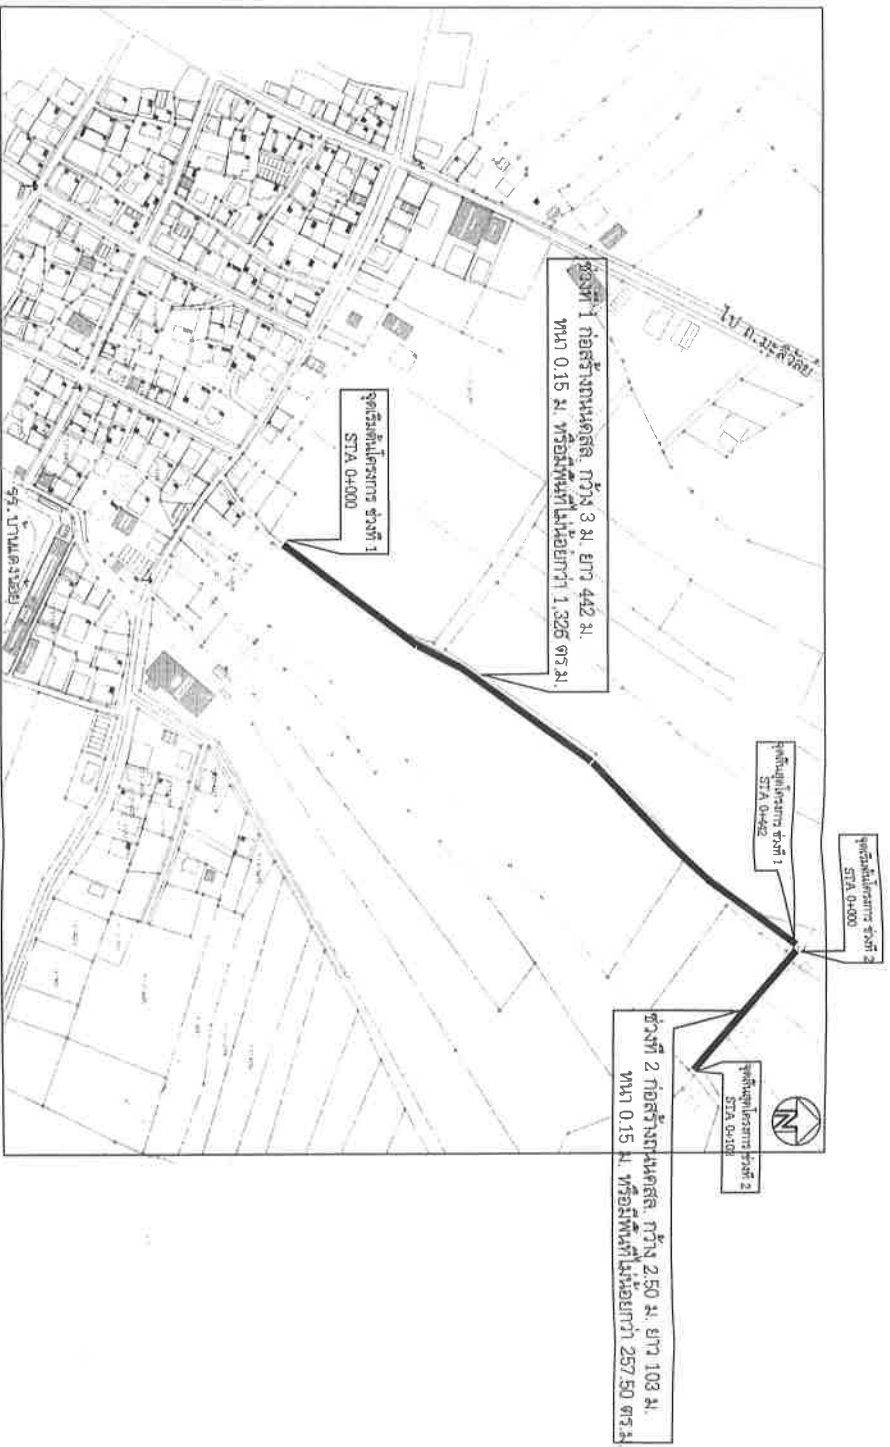 ไป ถ.มะลิวัลย์
ช่วงที่ 1 ก่อสร้างถนนคสล. กว้าง 3 ม. ยาว 442 ม.
หนา 0.15 ม. หรือมีพื้นที่ไม่น้อยกว่า 1,326 ตร.ม.
จุดเริ่มต้นโครงการ ช่วงที่ 1
STA 0+000
จุดสิ้นสุดโครงการ ช่วงที่ 1
STA 0+442
จุดเริ่มต้นโครงการ ช่วงที่ 2
STA 0+000
จุดสิ้นสุดโครงการ ช่วงที่ 2
STA 0+103
ช่วงที่ 2 ก่อสร้างถนนคสล. กว้าง 2.50 ม. ยาว 103 ม.
หนา 0.15 ม. หรือมีพื้นที่ไม่น้อยกว่า 257.50 ตร.ม.
รร. บ้านแดงน้อย
N